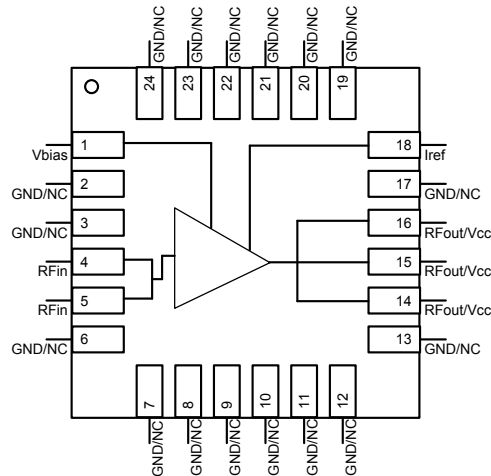 GND/NC GND/NC GND/NC GND/NC GND/NC GND/NC
24 23 22 21 20 19
1 18
Vbias Iref
2 17
GND/NC GND/NC
3 16
GND/NC RFout/Vcc
4 15
RFin RFout/Vcc
5 14
RFin RFout/Vcc
6 13
GND/NC GND/NC
7 8 9 10 11 12
GND/NC GND/NC GND/NC GND/NC GND/NC GND/NC